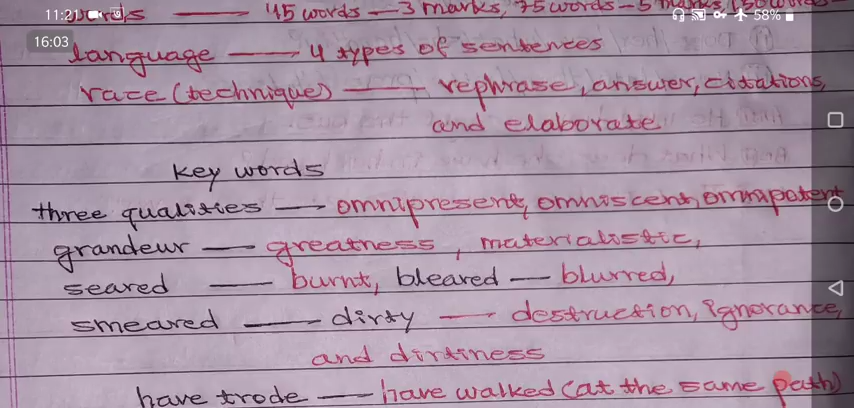 11:21
58%
16:03
words — 45 words — 3 marks, 75 words — 5 marks
language — 4 types of sentences
race (technique) — rephrase, answer, citations,
and elaborate
key words
three qualities — omnipresent, omniscent, omnipotent
grandeur — greatness, materialistic,
seared — burnt, bleared — blurred,
smeared — dirty — destruction, ignorance,
and dirtiness
have trode — have walked (at the same path)